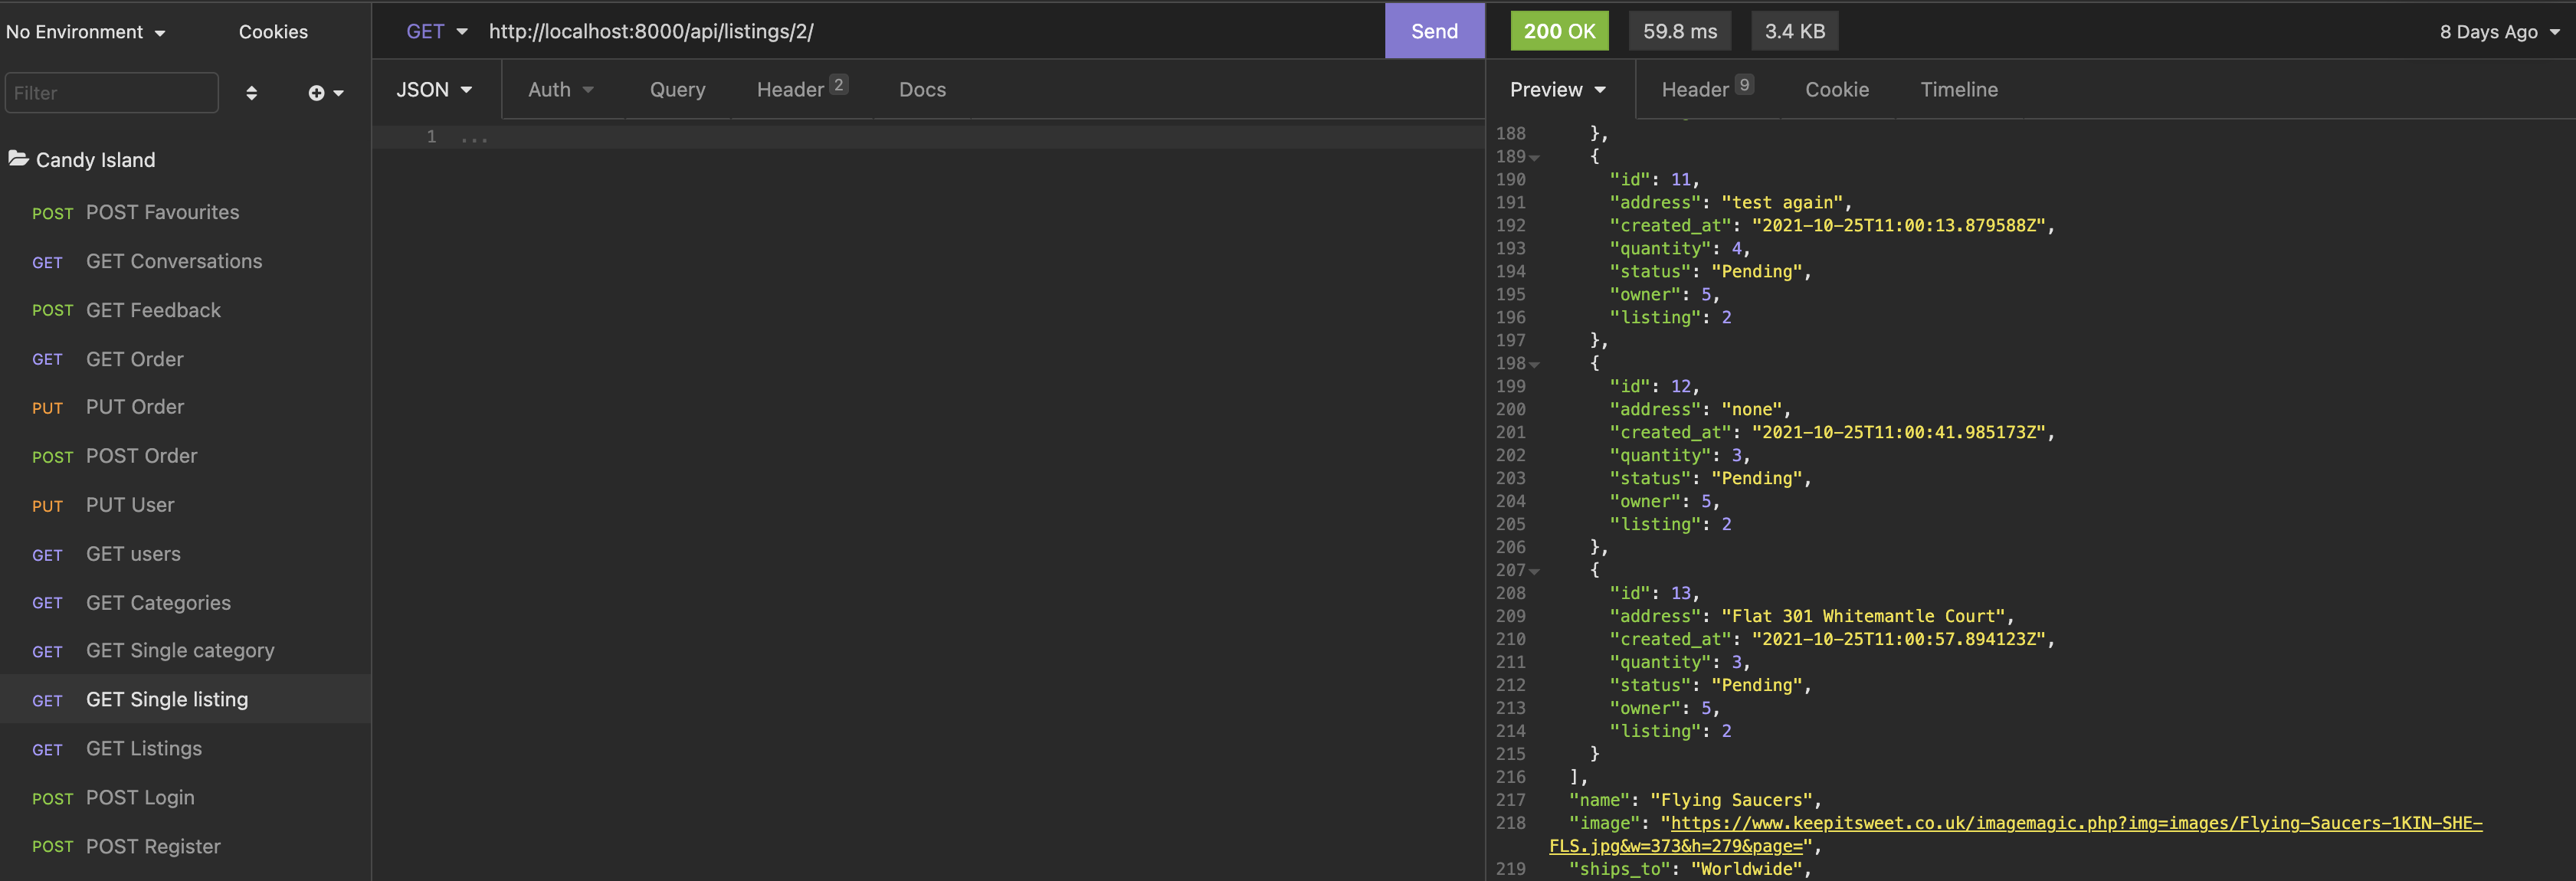 No Environment Cookies
Filter
Candy Island
POST POST Favourites
GET GET Conversations
POST GET Feedback
GET GET Order
PUT PUT Order
POST POST Order
PUT PUT User
GET GET users
GET GET Categories
GET GET Single category
GET GET Single listing
GET GET Listings
POST POST Login
POST POST Register
GET http://localhost:8000/api/listings/2/ Send
JSON Auth Query Header 2 Docs
1 ...
200 OK 59.8 ms 3.4 KB 8 Days Ago
Preview Header 9 Cookie Timeline
188 },
189 {
190 "id": 11,
191 "address": "test again",
192 "created_at": "2021-10-25T11:00:13.879588Z",
193 "quantity": 4,
194 "status": "Pending",
195 "owner": 5,
196 "listing": 2
197 },
198 {
199 "id": 12,
200 "address": "none",
201 "created_at": "2021-10-25T11:00:41.985173Z",
202 "quantity": 3,
203 "status": "Pending",
204 "owner": 5,
205 "listing": 2
206 },
207 {
208 "id": 13,
209 "address": "Flat 301 Whitemantle Court",
210 "created_at": "2021-10-25T11:00:57.894123Z",
211 "quantity": 3,
212 "status": "Pending",
213 "owner": 5,
214 "listing": 2
215 }
216 ],
217 "name": "Flying Saucers",
218 "image": "https://www.keepitsweet.co.uk/imagemagic.php?img=images/Flying-Saucers-1KIN-SHE-
FLS.jpg&w=373&h=279&page=",
219 "ships_to": "Worldwide",